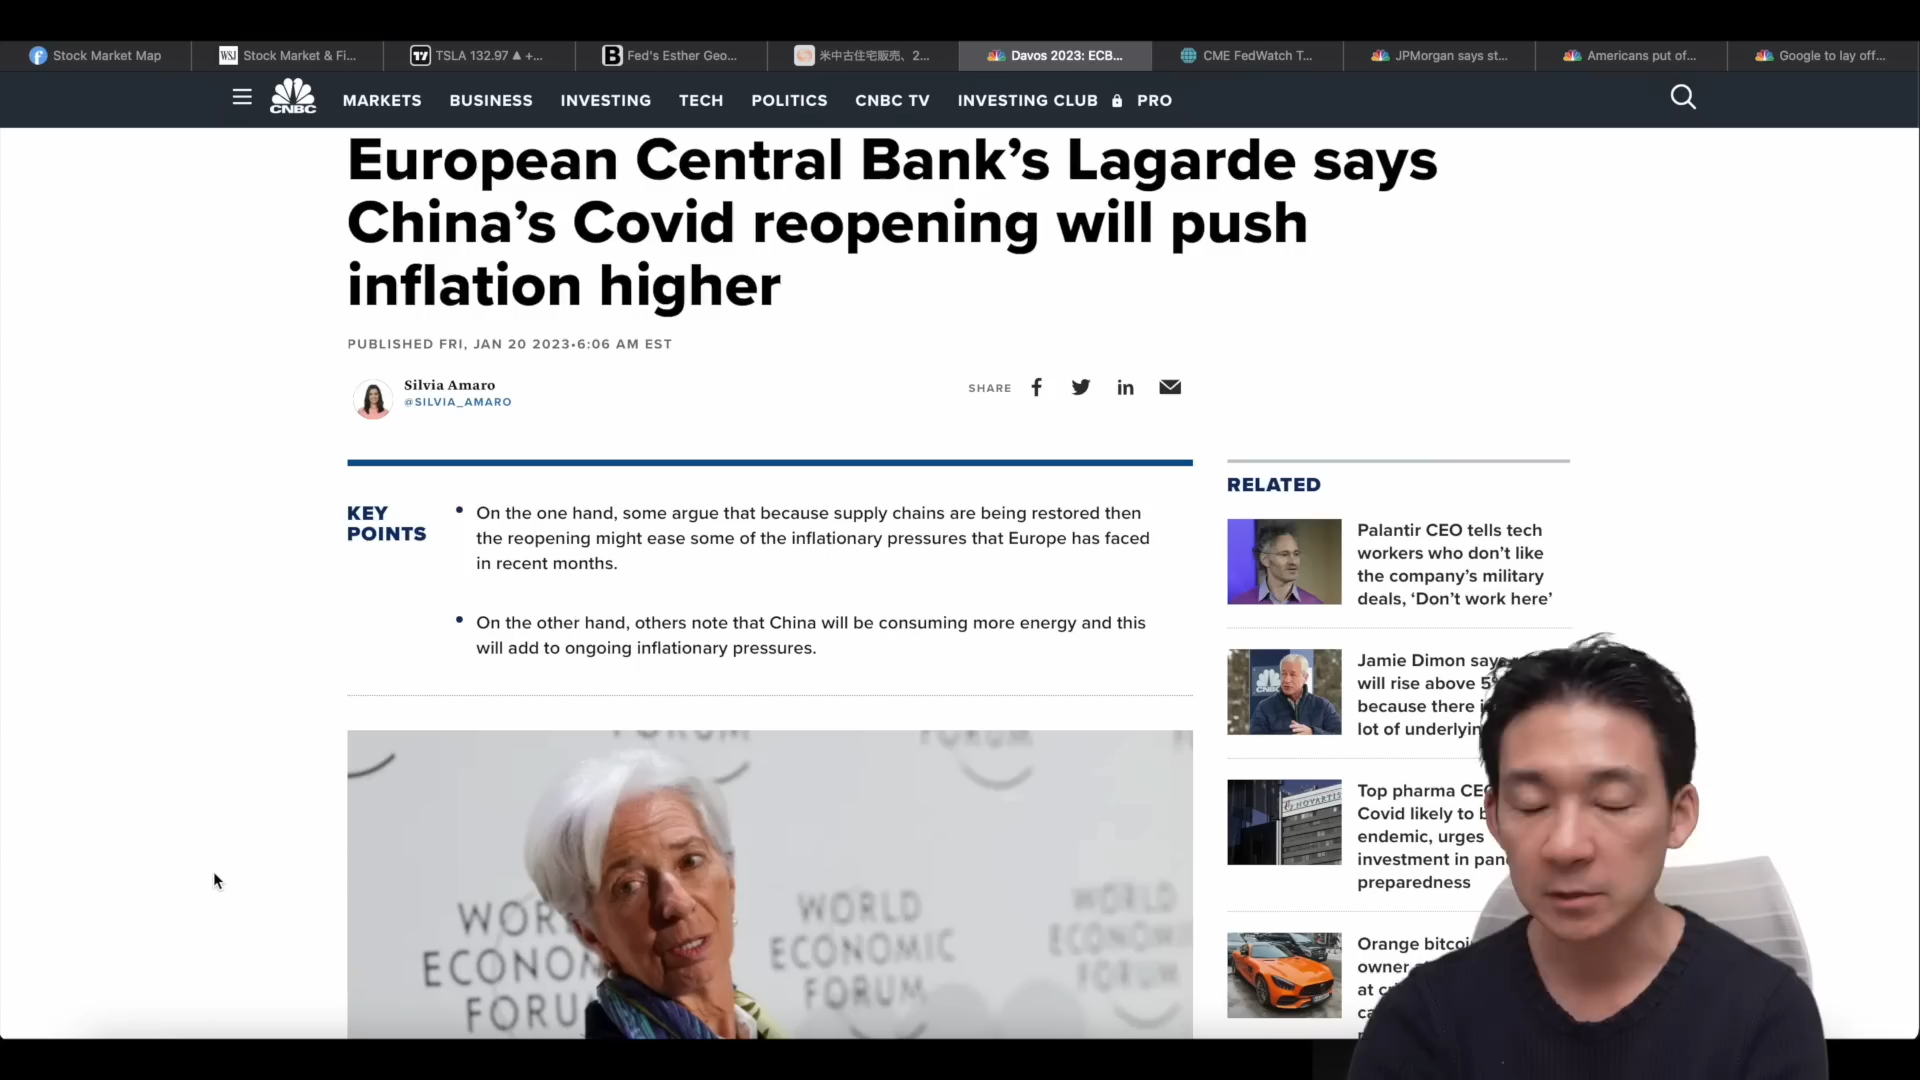 Stock Market Map
WSJ Stock Market & Fi...
TSLA 132.97 ▲ +...
B Fed's Esther Geo...
米中古住宅販売、2...
Davos 2023: ECB...
CME FedWatch T...
JPMorgan says st...
Americans put of...
Google to lay off...
CNBC
MARKETS BUSINESS INVESTING TECH POLITICS CNBC TV INVESTING CLUB PRO
European Central Bank’s Lagarde says
China’s Covid reopening will push
inflation higher
PUBLISHED FRI, JAN 20 2023•6:06 AM EST
Silvia Amaro
@SILVIA_AMARO
SHARE
KEY
POINTS
• On the one hand, some argue that because supply chains are being restored then
the reopening might ease some of the inflationary pressures that Europe has faced
in recent months.
• On the other hand, others note that China will be consuming more energy and this
will add to ongoing inflationary pressures.
WORLD
ECONOMIC
FORUM
RELATED
Palantir CEO tells tech
workers who don’t like
the company’s military
deals, ‘Don’t work here’
Jamie Dimon says
will rise above 5%
because there
lot of underlying
NOVARTIS
Top pharma CEO
Covid likely to
endemic, urges
investment in
preparedness
Orange bitcoin
owner
at